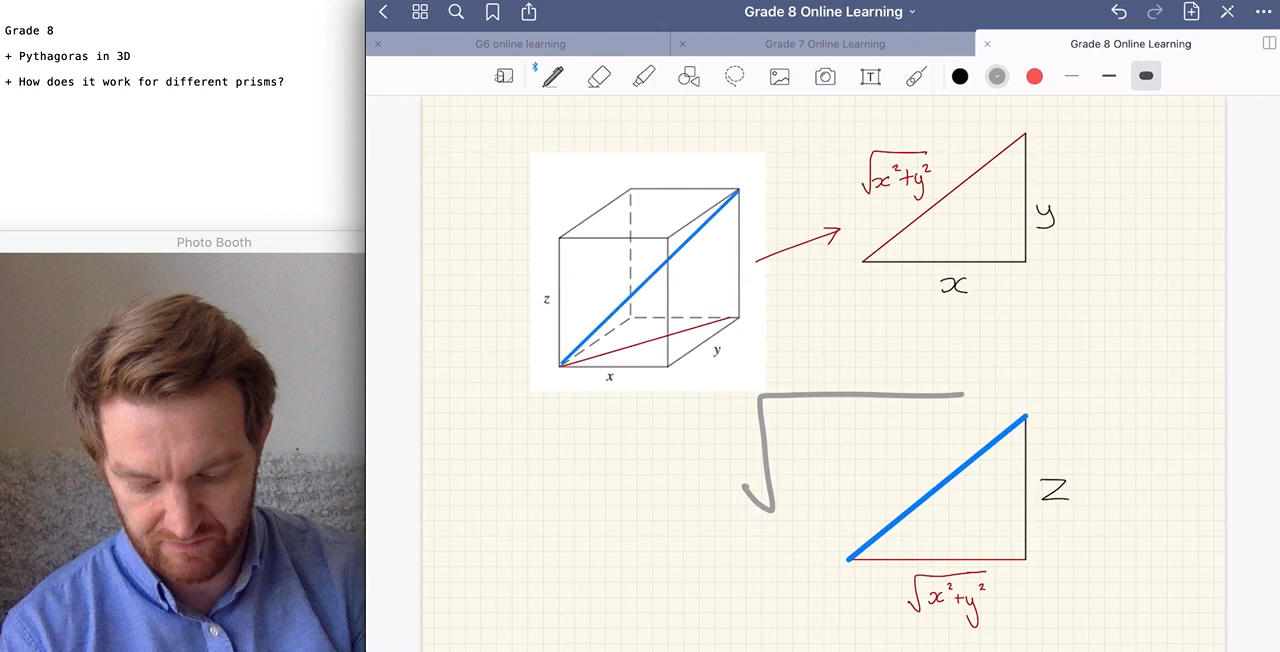 Grade 8
+ Pythagoras in 3D
+ How does it work for different prisms?
Photo Booth
Grade 8 Online Learning
G6 online learning
Grade 7 Online Learning
Grade 8 Online Learning
T
z
x
y
√x²+y²
y
x
√
z
√x²+y²